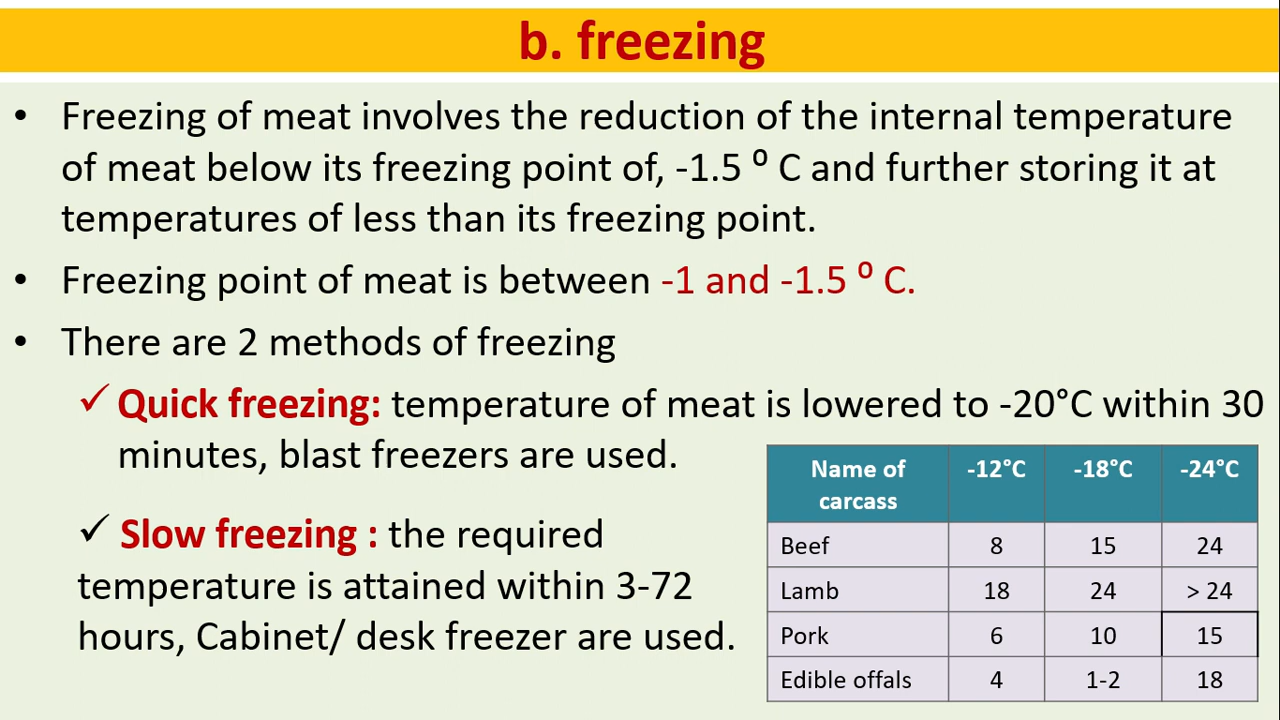 b. freezing
• Freezing of meat involves the reduction of the internal temperature
of meat below its freezing point of, -1.5 ⁰ C and further storing it at
temperatures of less than its freezing point.
• Freezing point of meat is between -1 and -1.5 ⁰ C.
• There are 2 methods of freezing
✓ Quick freezing: temperature of meat is lowered to -20°C within 30
minutes, blast freezers are used.
✓ Slow freezing : the required
temperature is attained within 3-72
hours, Cabinet/ desk freezer are used.
Name of carcass -12°C -18°C -24°C
Beef 8 15 24
Lamb 18 24 > 24
Pork 6 10 15
Edible offals 4 1-2 18